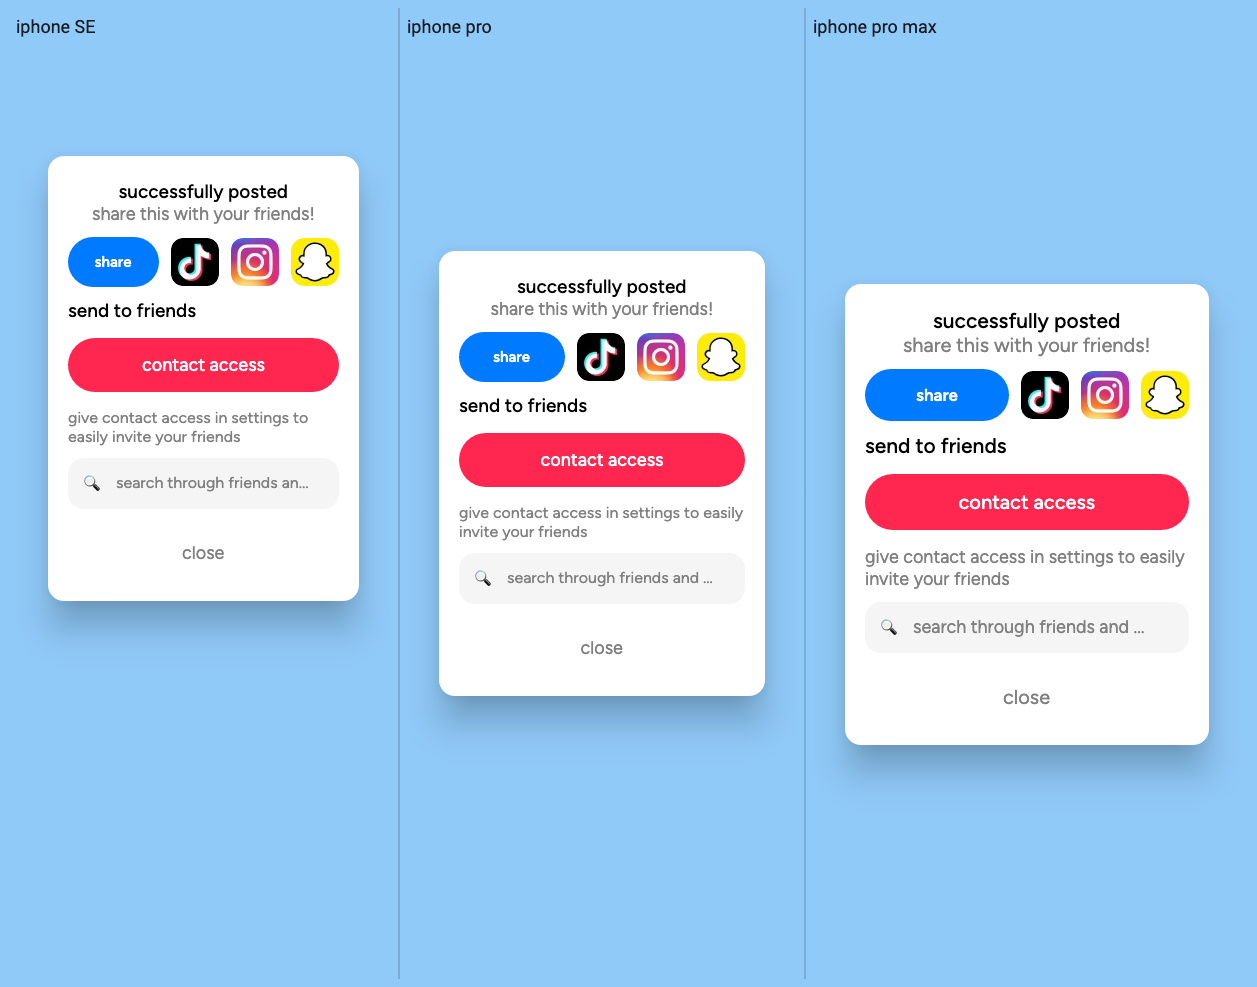 iphone SE
successfully posted
share this with your friends!
share
send to friends
contact access
give contact access in settings to
easily invite your friends
search through friends an...
close
iphone pro
successfully posted
share this with your friends!
share
send to friends
contact access
give contact access in settings to easily
invite your friends
search through friends and ...
close
iphone pro max
successfully posted
share this with your friends!
share
send to friends
contact access
give contact access in settings to easily
invite your friends
search through friends and ...
close